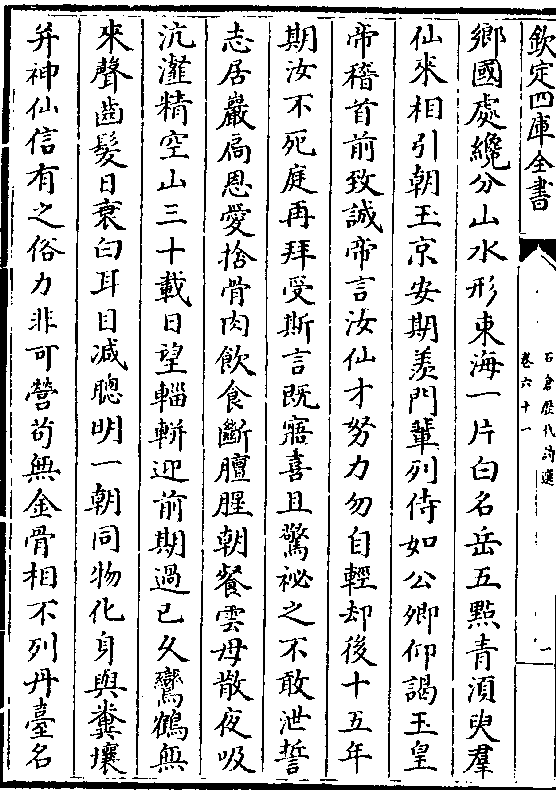 欽定四庫全書
石倉歷代詩選
卷六十一
一
鄉國處纔分山水形東海一片白名岳五點青須臾羣
仙来相引朝玉京安期羨門軰列侍如公卿仰謁玉皇
帝稽首前致誠帝言汝仙才努力勿自輕却後十五年
期汝不死庭再拜受斯言既寤喜且驚祕之不敢泄誓
志居巖扃恩愛捨骨肉飲食斷膻腥朝餐雲母散夜吸
沆瀣精空山三十載日望輜軿迎前期過已久鸞鶴無
來聲齒髮日衰白耳目减聰明一朝同物化身與糞壤
并神仙信有之俗力非可營苟無金骨相不列丹臺名